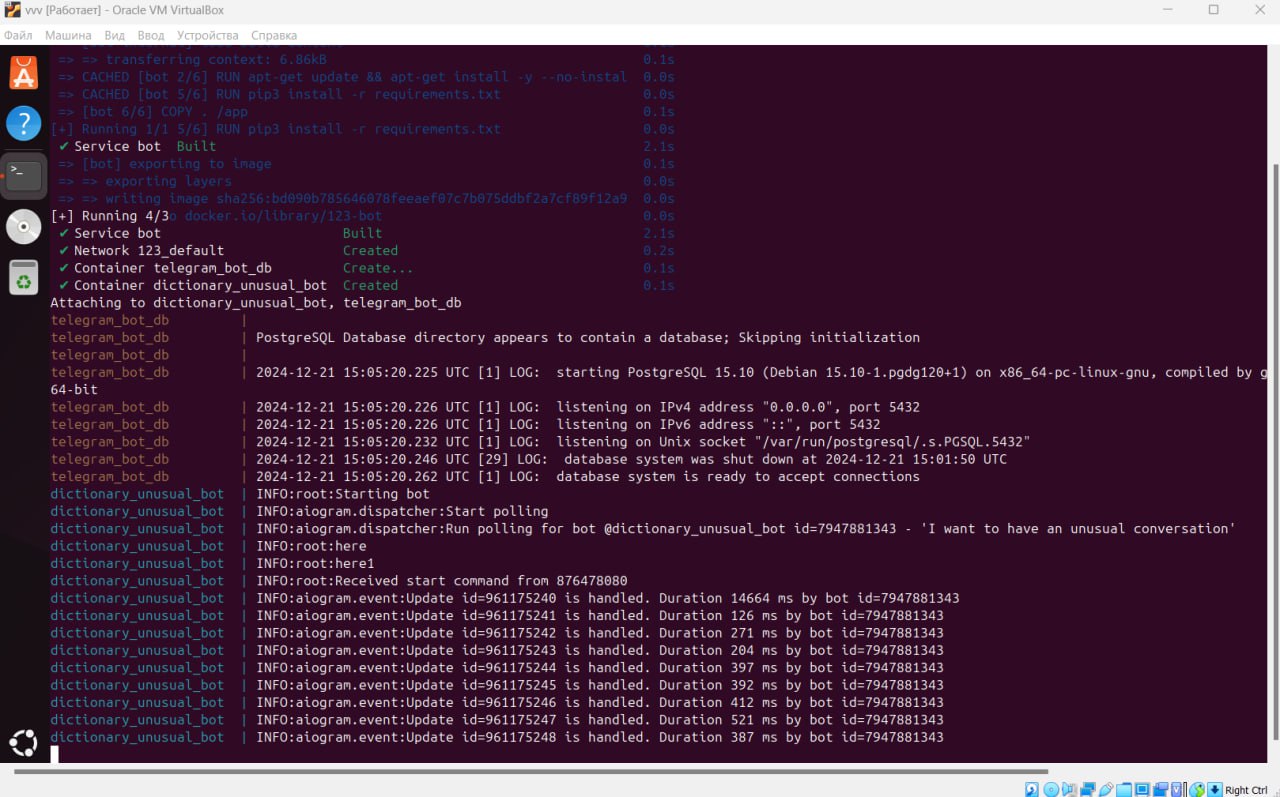 vvv [Работает] - Oracle VM VirtualBox
Файл Машина Вид Ввод Устройства Справка
=> => transferring context: 6.86kB 0.1s
=> CACHED [bot 2/6] RUN apt-get update && apt-get install -y --no-instal 0.0s
=> CACHED [bot 5/6] RUN pip3 install -r requirements.txt 0.0s
=> [bot 6/6] COPY . /app 0.1s
[+] Running 1/1 5/6] RUN pip3 install -r requirements.txt 0.0s
✔ Service bot Built 2.1s
=> [bot] exporting to image 0.1s
=> => exporting layers 0.0s
=> => writing image sha256:bd090b785646078feeaef07c7b075ddbf2a7cf89f12a9 0.0s
[+] Running 4/3o docker.io/library/123-bot 0.0s
✔ Service bot Built 2.1s
✔ Network 123_default Created 0.2s
✔ Container telegram_bot_db Create... 0.1s
✔ Container dictionary_unusual_bot Created 0.1s
Attaching to dictionary_unusual_bot, telegram_bot_db
telegram_bot_db |
telegram_bot_db | PostgreSQL Database directory appears to contain a database; Skipping initialization
telegram_bot_db |
telegram_bot_db | 2024-12-21 15:05:20.225 UTC [1] LOG:  starting PostgreSQL 15.10 (Debian 15.10-1.pgdg120+1) on x86_64-pc-linux-gnu, compiled by g
64-bit
telegram_bot_db | 2024-12-21 15:05:20.226 UTC [1] LOG:  listening on IPv4 address "0.0.0.0", port 5432
telegram_bot_db | 2024-12-21 15:05:20.226 UTC [1] LOG:  listening on IPv6 address "::", port 5432
telegram_bot_db | 2024-12-21 15:05:20.232 UTC [1] LOG:  listening on Unix socket "/var/run/postgresql/.s.PGSQL.5432"
telegram_bot_db | 2024-12-21 15:05:20.246 UTC [29] LOG:  database system was shut down at 2024-12-21 15:01:50 UTC
telegram_bot_db | 2024-12-21 15:05:20.262 UTC [1] LOG:  database system is ready to accept connections
dictionary_unusual_bot | INFO:root:Starting bot
dictionary_unusual_bot | INFO:aiogram.dispatcher:Start polling
dictionary_unusual_bot | INFO:aiogram.dispatcher:Run polling for bot @dictionary_unusual_bot id=7947881343 - 'I want to have an unusual conversation'
dictionary_unusual_bot | INFO:root:here
dictionary_unusual_bot | INFO:root:here1
dictionary_unusual_bot | INFO:root:Received start command from 876478080
dictionary_unusual_bot | INFO:aiogram.event:Update id=961175240 is handled. Duration 14664 ms by bot id=7947881343
dictionary_unusual_bot | INFO:aiogram.event:Update id=961175241 is handled. Duration 126 ms by bot id=7947881343
dictionary_unusual_bot | INFO:aiogram.event:Update id=961175242 is handled. Duration 271 ms by bot id=7947881343
dictionary_unusual_bot | INFO:aiogram.event:Update id=961175243 is handled. Duration 204 ms by bot id=7947881343
dictionary_unusual_bot | INFO:aiogram.event:Update id=961175244 is handled. Duration 397 ms by bot id=7947881343
dictionary_unusual_bot | INFO:aiogram.event:Update id=961175245 is handled. Duration 392 ms by bot id=7947881343
dictionary_unusual_bot | INFO:aiogram.event:Update id=961175246 is handled. Duration 412 ms by bot id=7947881343
dictionary_unusual_bot | INFO:aiogram.event:Update id=961175247 is handled. Duration 521 ms by bot id=7947881343
dictionary_unusual_bot | INFO:aiogram.event:Update id=961175248 is handled. Duration 387 ms by bot id=7947881343
Right Ctrl